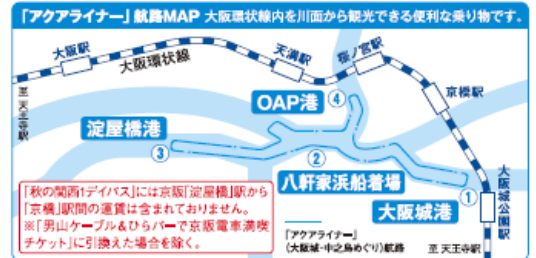 「アクアライナー」航路MAP 大阪環状線内を川面から観光できる便利な乗り物です。
大阪駅
大阪環状線
天満駅
桜ノ宮駅
京橋駅
至 天王寺駅
OAP港
④
淀屋橋港
③
②
八軒家浜船着場
①
大阪城港
大阪城公園駅
「秋の関西1デイパス」には京阪「淀屋橋」駅から
「京橋」駅間の運賃は含まれておりません。
※「男山ケーブル&ひらパーで京阪電車満喫
チケット」に引換えた場合を除く。
「アクアライナー」
(大阪城・中之島めぐり)航路
至 天王寺駅